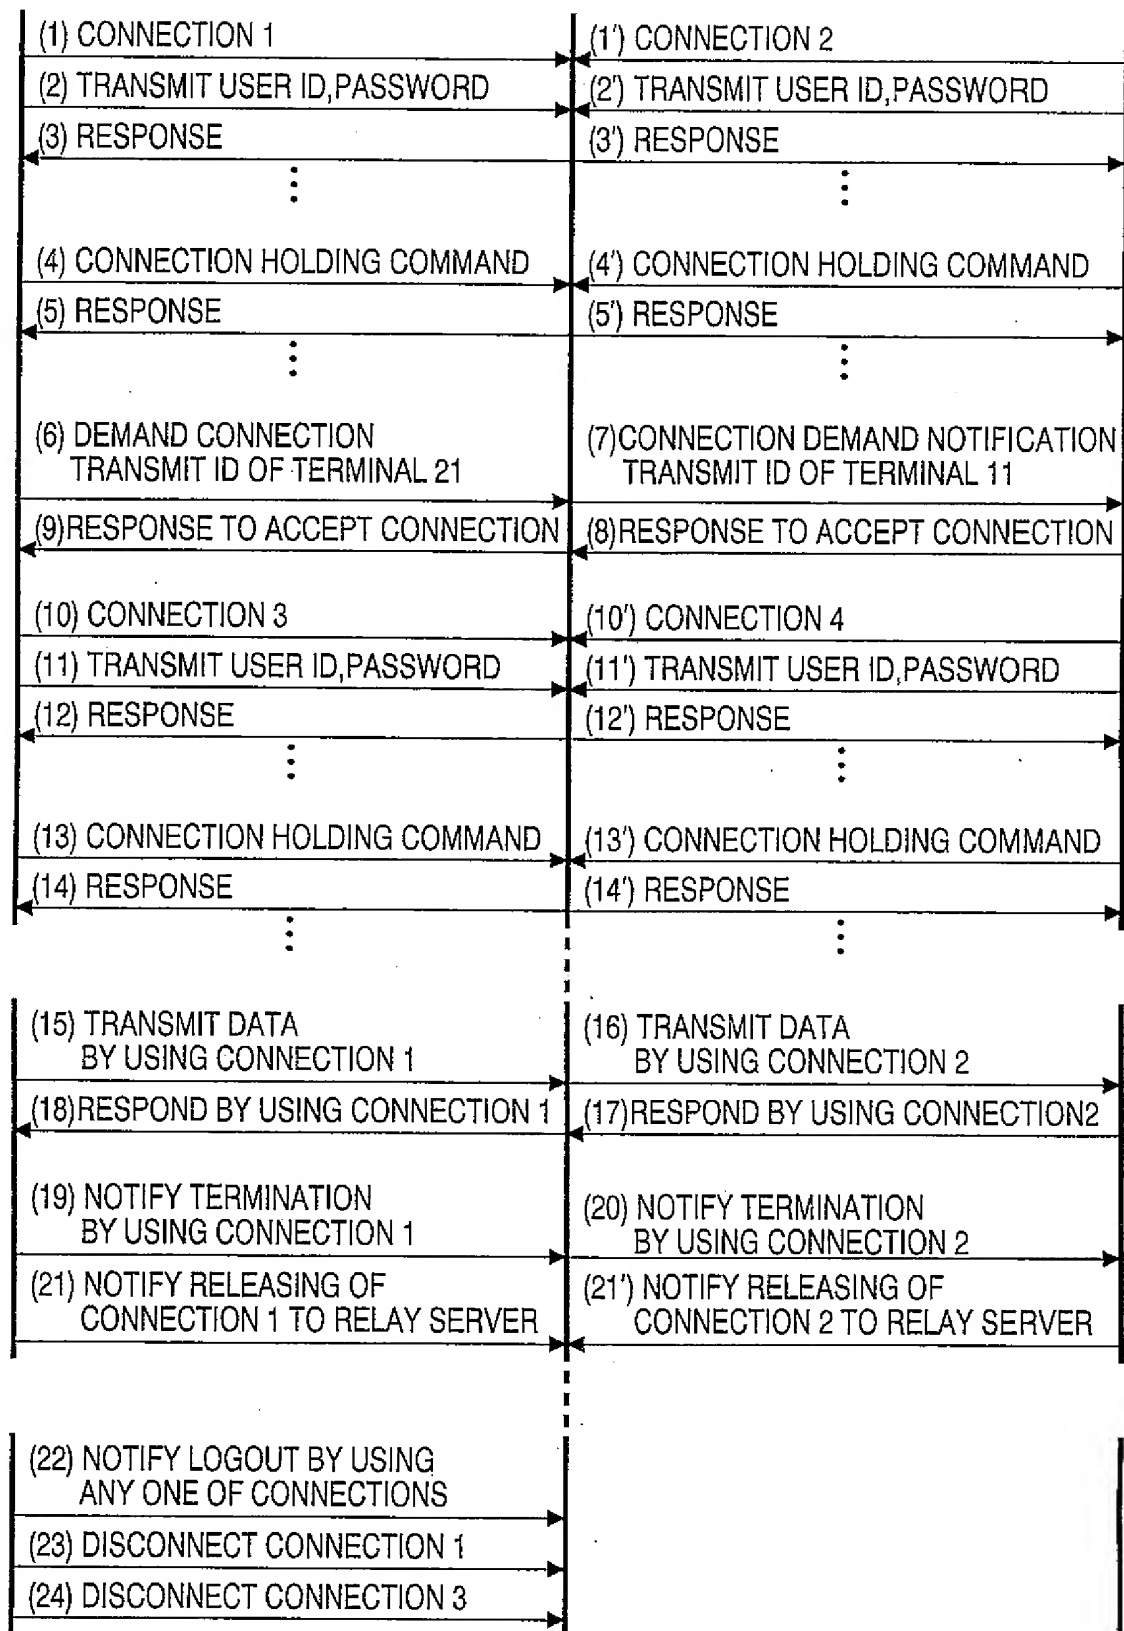 (1) CONNECTION 1
(1') CONNECTION 2
(2) TRANSMIT USER ID,PASSWORD
(2') TRANSMIT USER ID,PASSWORD
(3) RESPONSE
(3') RESPONSE
(4) CONNECTION HOLDING COMMAND
(4') CONNECTION HOLDING COMMAND
(5) RESPONSE
(5') RESPONSE
(6) DEMAND CONNECTION
TRANSMIT ID OF TERMINAL 21
(7)CONNECTION DEMAND NOTIFICATION
TRANSMIT ID OF TERMINAL 11
(9)RESPONSE TO ACCEPT CONNECTION
(8)RESPONSE TO ACCEPT CONNECTION
(10) CONNECTION 3
(10') CONNECTION 4
(11) TRANSMIT USER ID,PASSWORD
(11') TRANSMIT USER ID,PASSWORD
(12) RESPONSE
(12') RESPONSE
(13) CONNECTION HOLDING COMMAND
(13') CONNECTION HOLDING COMMAND
(14) RESPONSE
(14') RESPONSE
(15) TRANSMIT DATA
BY USING CONNECTION 1
(16) TRANSMIT DATA
BY USING CONNECTION 2
(18)RESPOND BY USING CONNECTION 1
(17)RESPOND BY USING CONNECTION2
(19) NOTIFY TERMINATION
BY USING CONNECTION 1
(20) NOTIFY TERMINATION
BY USING CONNECTION 2
(21) NOTIFY RELEASING OF
CONNECTION 1 TO RELAY SERVER
(21') NOTIFY RELEASING OF
CONNECTION 2 TO RELAY SERVER
(22) NOTIFY LOGOUT BY USING
ANY ONE OF CONNECTIONS
(23) DISCONNECT CONNECTION 1
(24) DISCONNECT CONNECTION 3